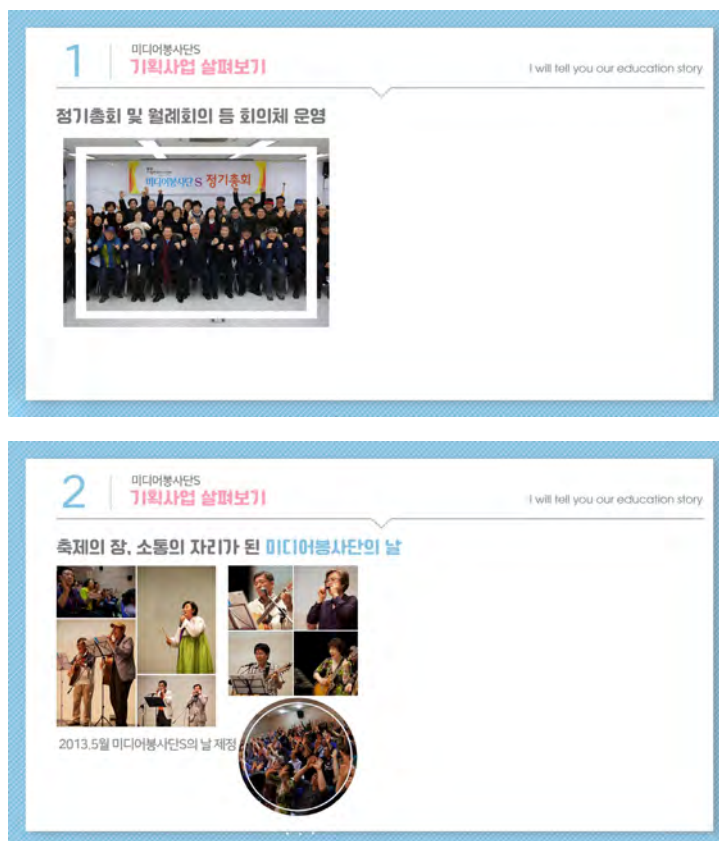 1
미디어봉사단S
기획사업 살펴보기
I will tell you our education story
정기총회 및 월례회의 등 회의체 운영
미디어봉사단 S 정기총회
2
미디어봉사단S
기획사업 살펴보기
I will tell you our education story
축제의 장, 소통의 자리가 된 미디어봉사단의 날
2013.5월 미디어봉사단S의 날 제정